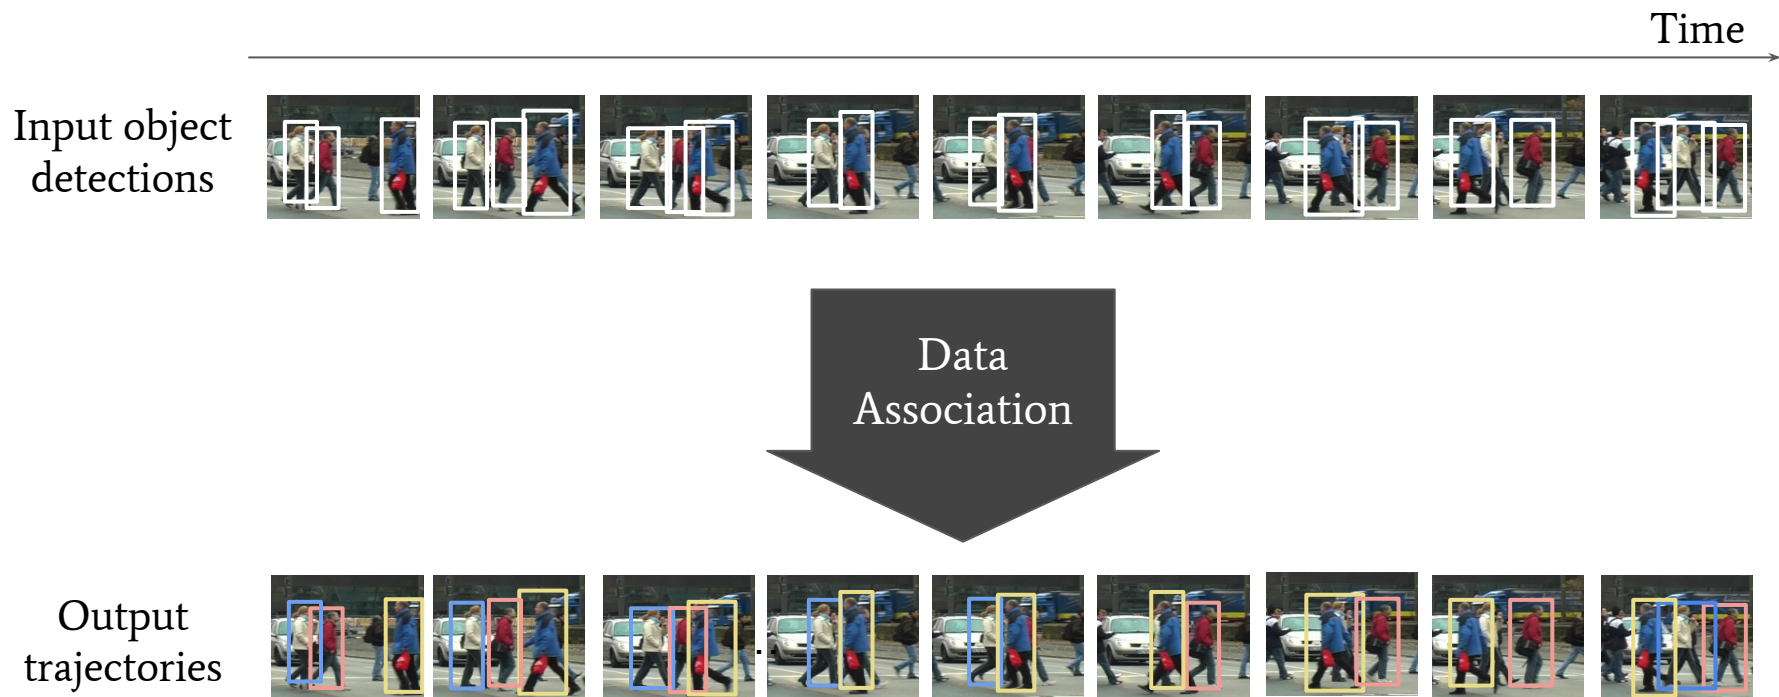 Time
Input object
detections
Data
Association
Output
trajectories
..